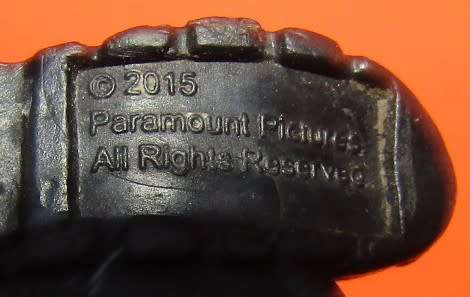 © 2015
Paramount Pictures.
All Rights Reserved